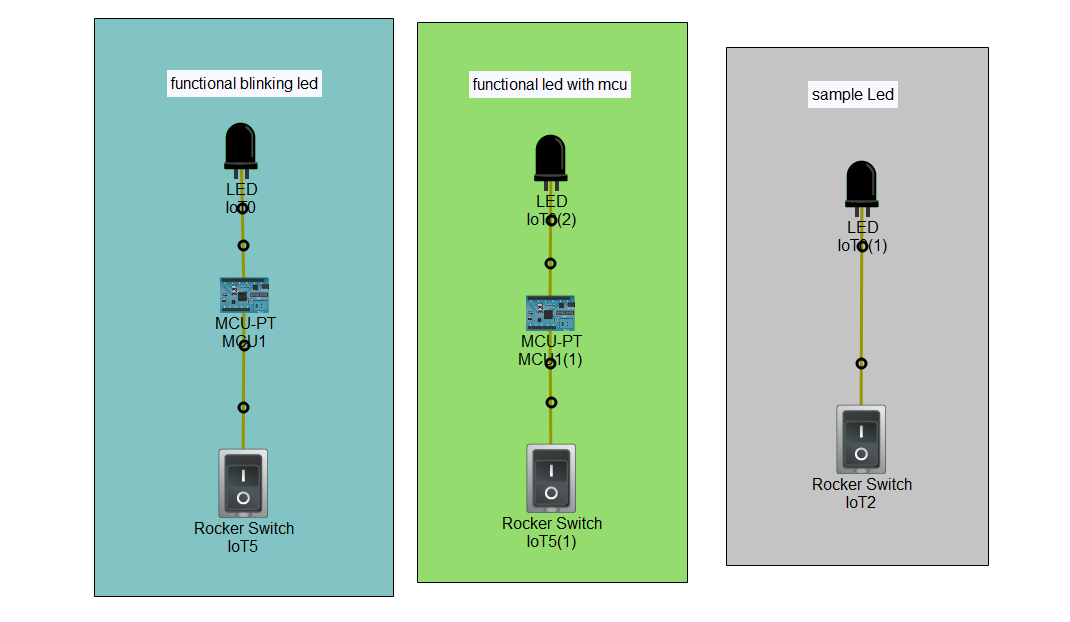 functional blinking led
LED
IoT0
MCU-PT
MCU1
Rocker Switch
IoT5
functional led with mcu
LED
IoT0(2)
MCU-PT
MCU1(1)
Rocker Switch
IoT5(1)
sample Led
LED
IoT0(1)
Rocker Switch
IoT2